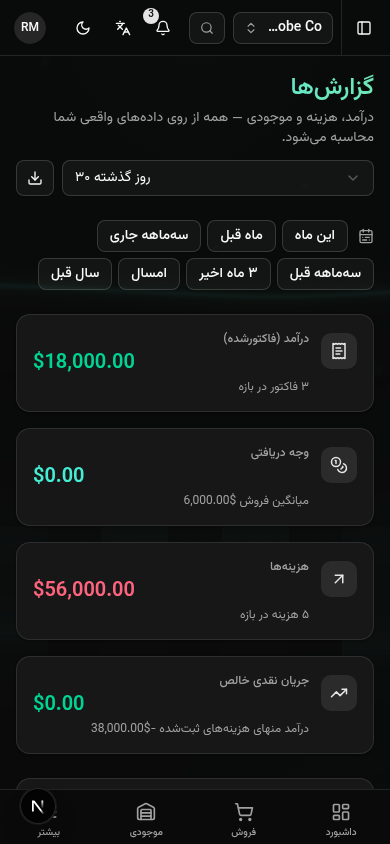 ...obe Co
3
RM
گزارش‌ها
درآمد، هزینه و موجودی — همه از روی داده‌های واقعی شما
محاسبه می‌شود.
۳۰ روز گذشته
این ماه
ماه قبل
سه‌ماهه جاری
سه‌ماهه قبل
۳ ماه اخیر
امسال
سال قبل
درآمد (فاکتورشده)
$18,000.00
۳ فاکتور در بازه
وجه دریافتی
$0.00
میانگین فروش $6,000.00
هزینه‌ها
$56,000.00
۵ هزینه در بازه
جریان نقدی خالص
$0.00
درآمد منهای هزینه‌های ثبت‌شده -$38,000.00
داشبورد
فروش
موجودی
بیشتر
N